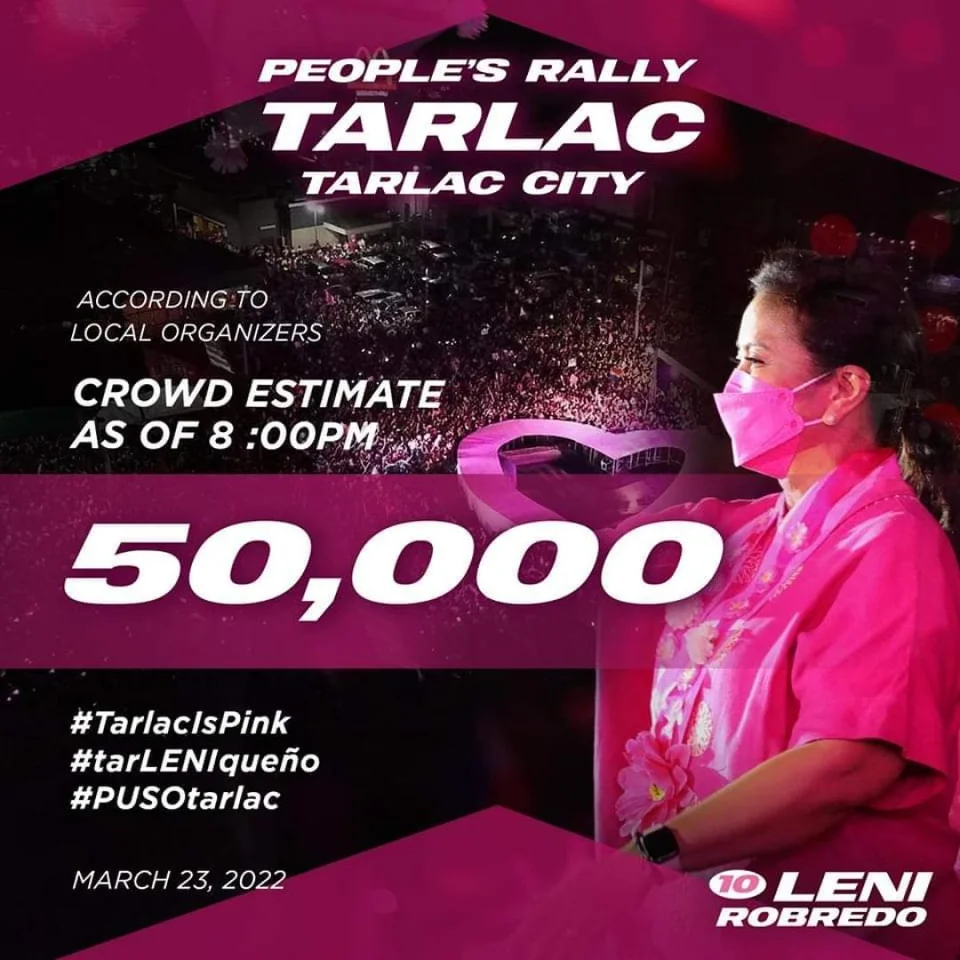 PEOPLE'S RALLY
TARLAC
TARLAC CITY
ACCORDING TO
LOCAL ORGANIZERS
CROWD ESTIMATE
AS OF 8 :00PM
50,000
#TarlacIsPink
#tarLENIqueño
#PUSOtarlac
MARCH 23, 2022
10 LENI
ROBREDO